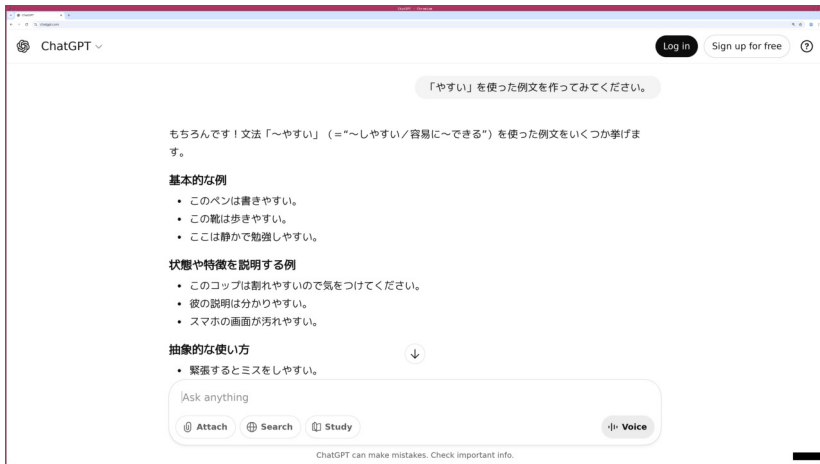 ChatGPT - Chromium
ChatGPT
chatgpt.com
ChatGPT
Log in
Sign up for free
「やすい」を使った例文を作ってみてください。
もちろんです！文法「〜やすい」（=“〜しやすい／容易に〜できる”）を使った例文をいくつか挙げま
す。
基本的な例
• このペンは書きやすい。
• この靴は歩きやすい。
• ここは静かで勉強しやすい。
状態や特徴を説明する例
• このコップは割れやすいので気をつけてください。
• 彼の説明は分かりやすい。
• スマホの画面が汚れやすい。
抽象的な使い方
• 緊張するとミスをしやすい。
Ask anything
Attach
Search
Study
Voice
ChatGPT can make mistakes. Check important info.